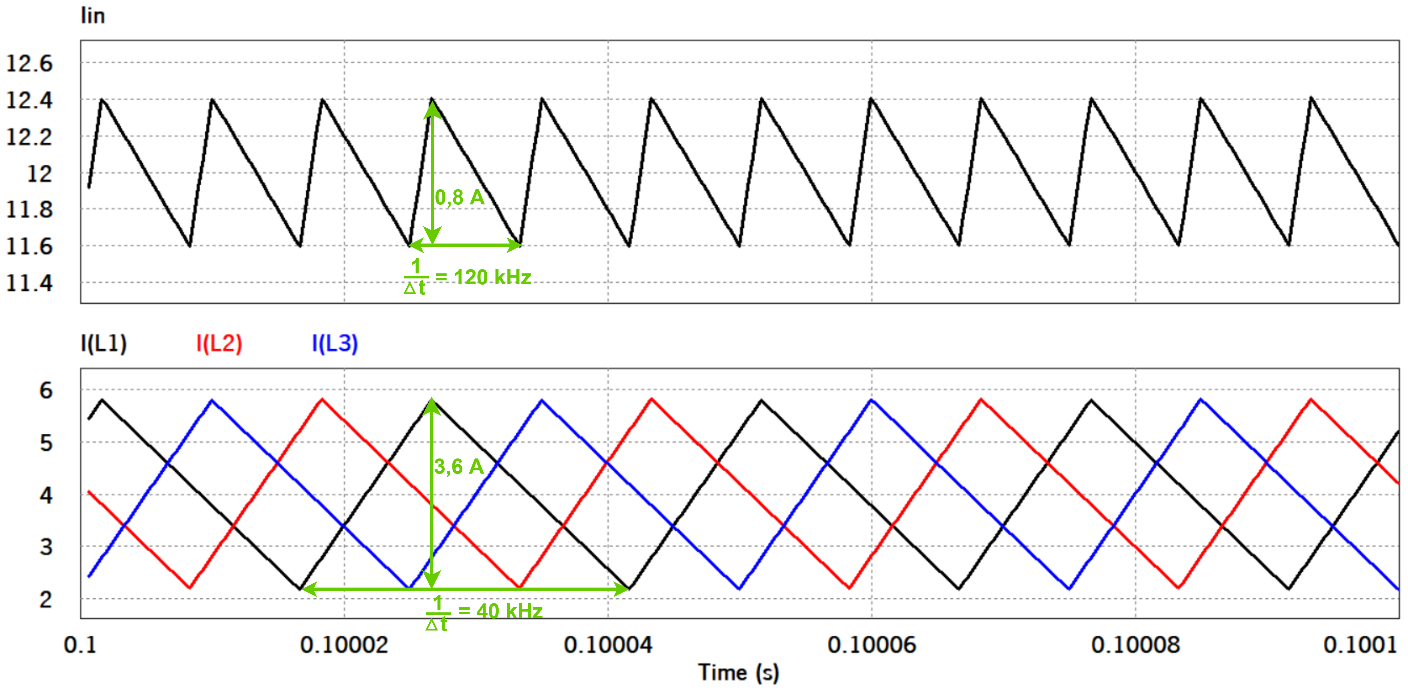 Iin
12.6
12.4
12.2
12
11.8
11.6
11.4
0,8 A
1/Δt = 120 kHz
I(L1) I(L2) I(L3)
6
5
4
3
2
3,6 A
1/Δt = 40 kHz
0.1 0.10002 0.10004 0.10006 0.10008 0.1001
Time (s)